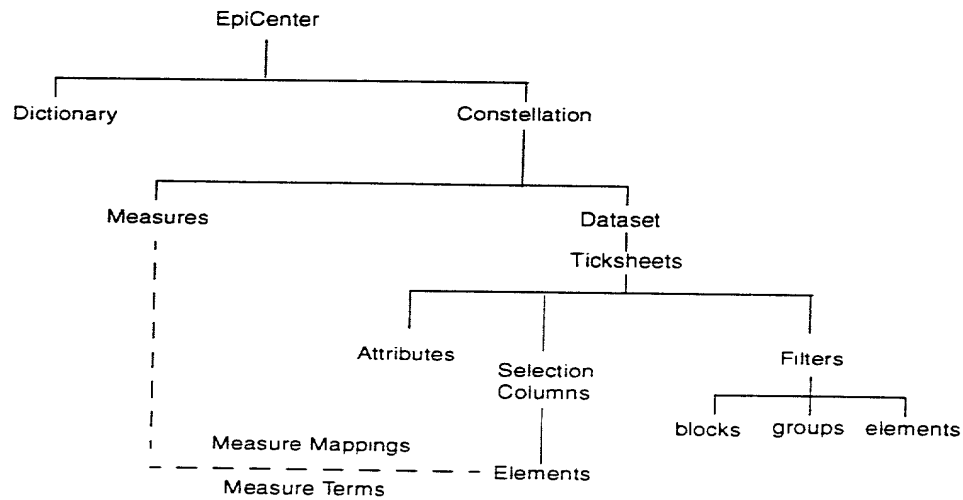 EpiCenter
Dictionary
Constellation
Measures
Dataset
Ticksheets
Attributes
Selection
Columns
Filters
blocks
groups
elements
Measure Mappings
Elements
Measure Terms